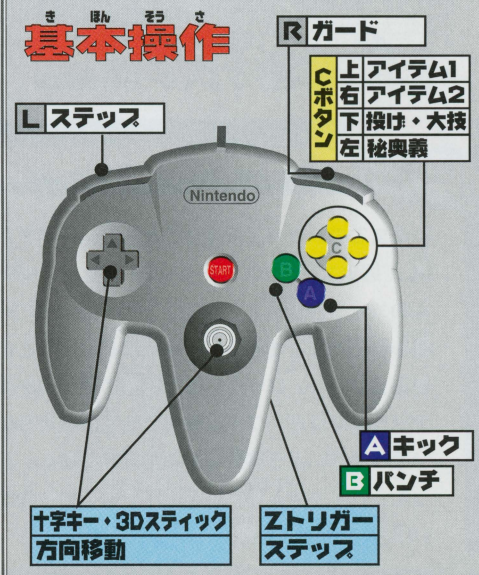 き ほん そう さ
基本操作
R ガード
Cボタン
上 アイテム1
右 アイテム2
下 投げ・大技
左 秘奥義
L ステップ
Nintendo
START
C
B
A
A キック
B パンチ
十字キー・3Dスティック
方向移動
Zトリガー
ステップ